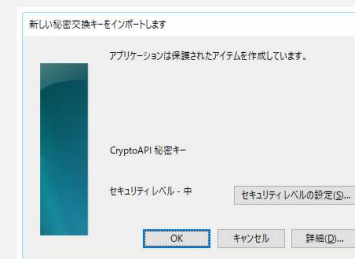 新しい秘密交換キーをインポートします
アプリケーションは保護されたアイテムを作成しています。
CryptoAPI 秘密キー
セキュリティ レベル - 中
セキュリティ レベルの設定(S)...
OK
キャンセル
詳細(D)...